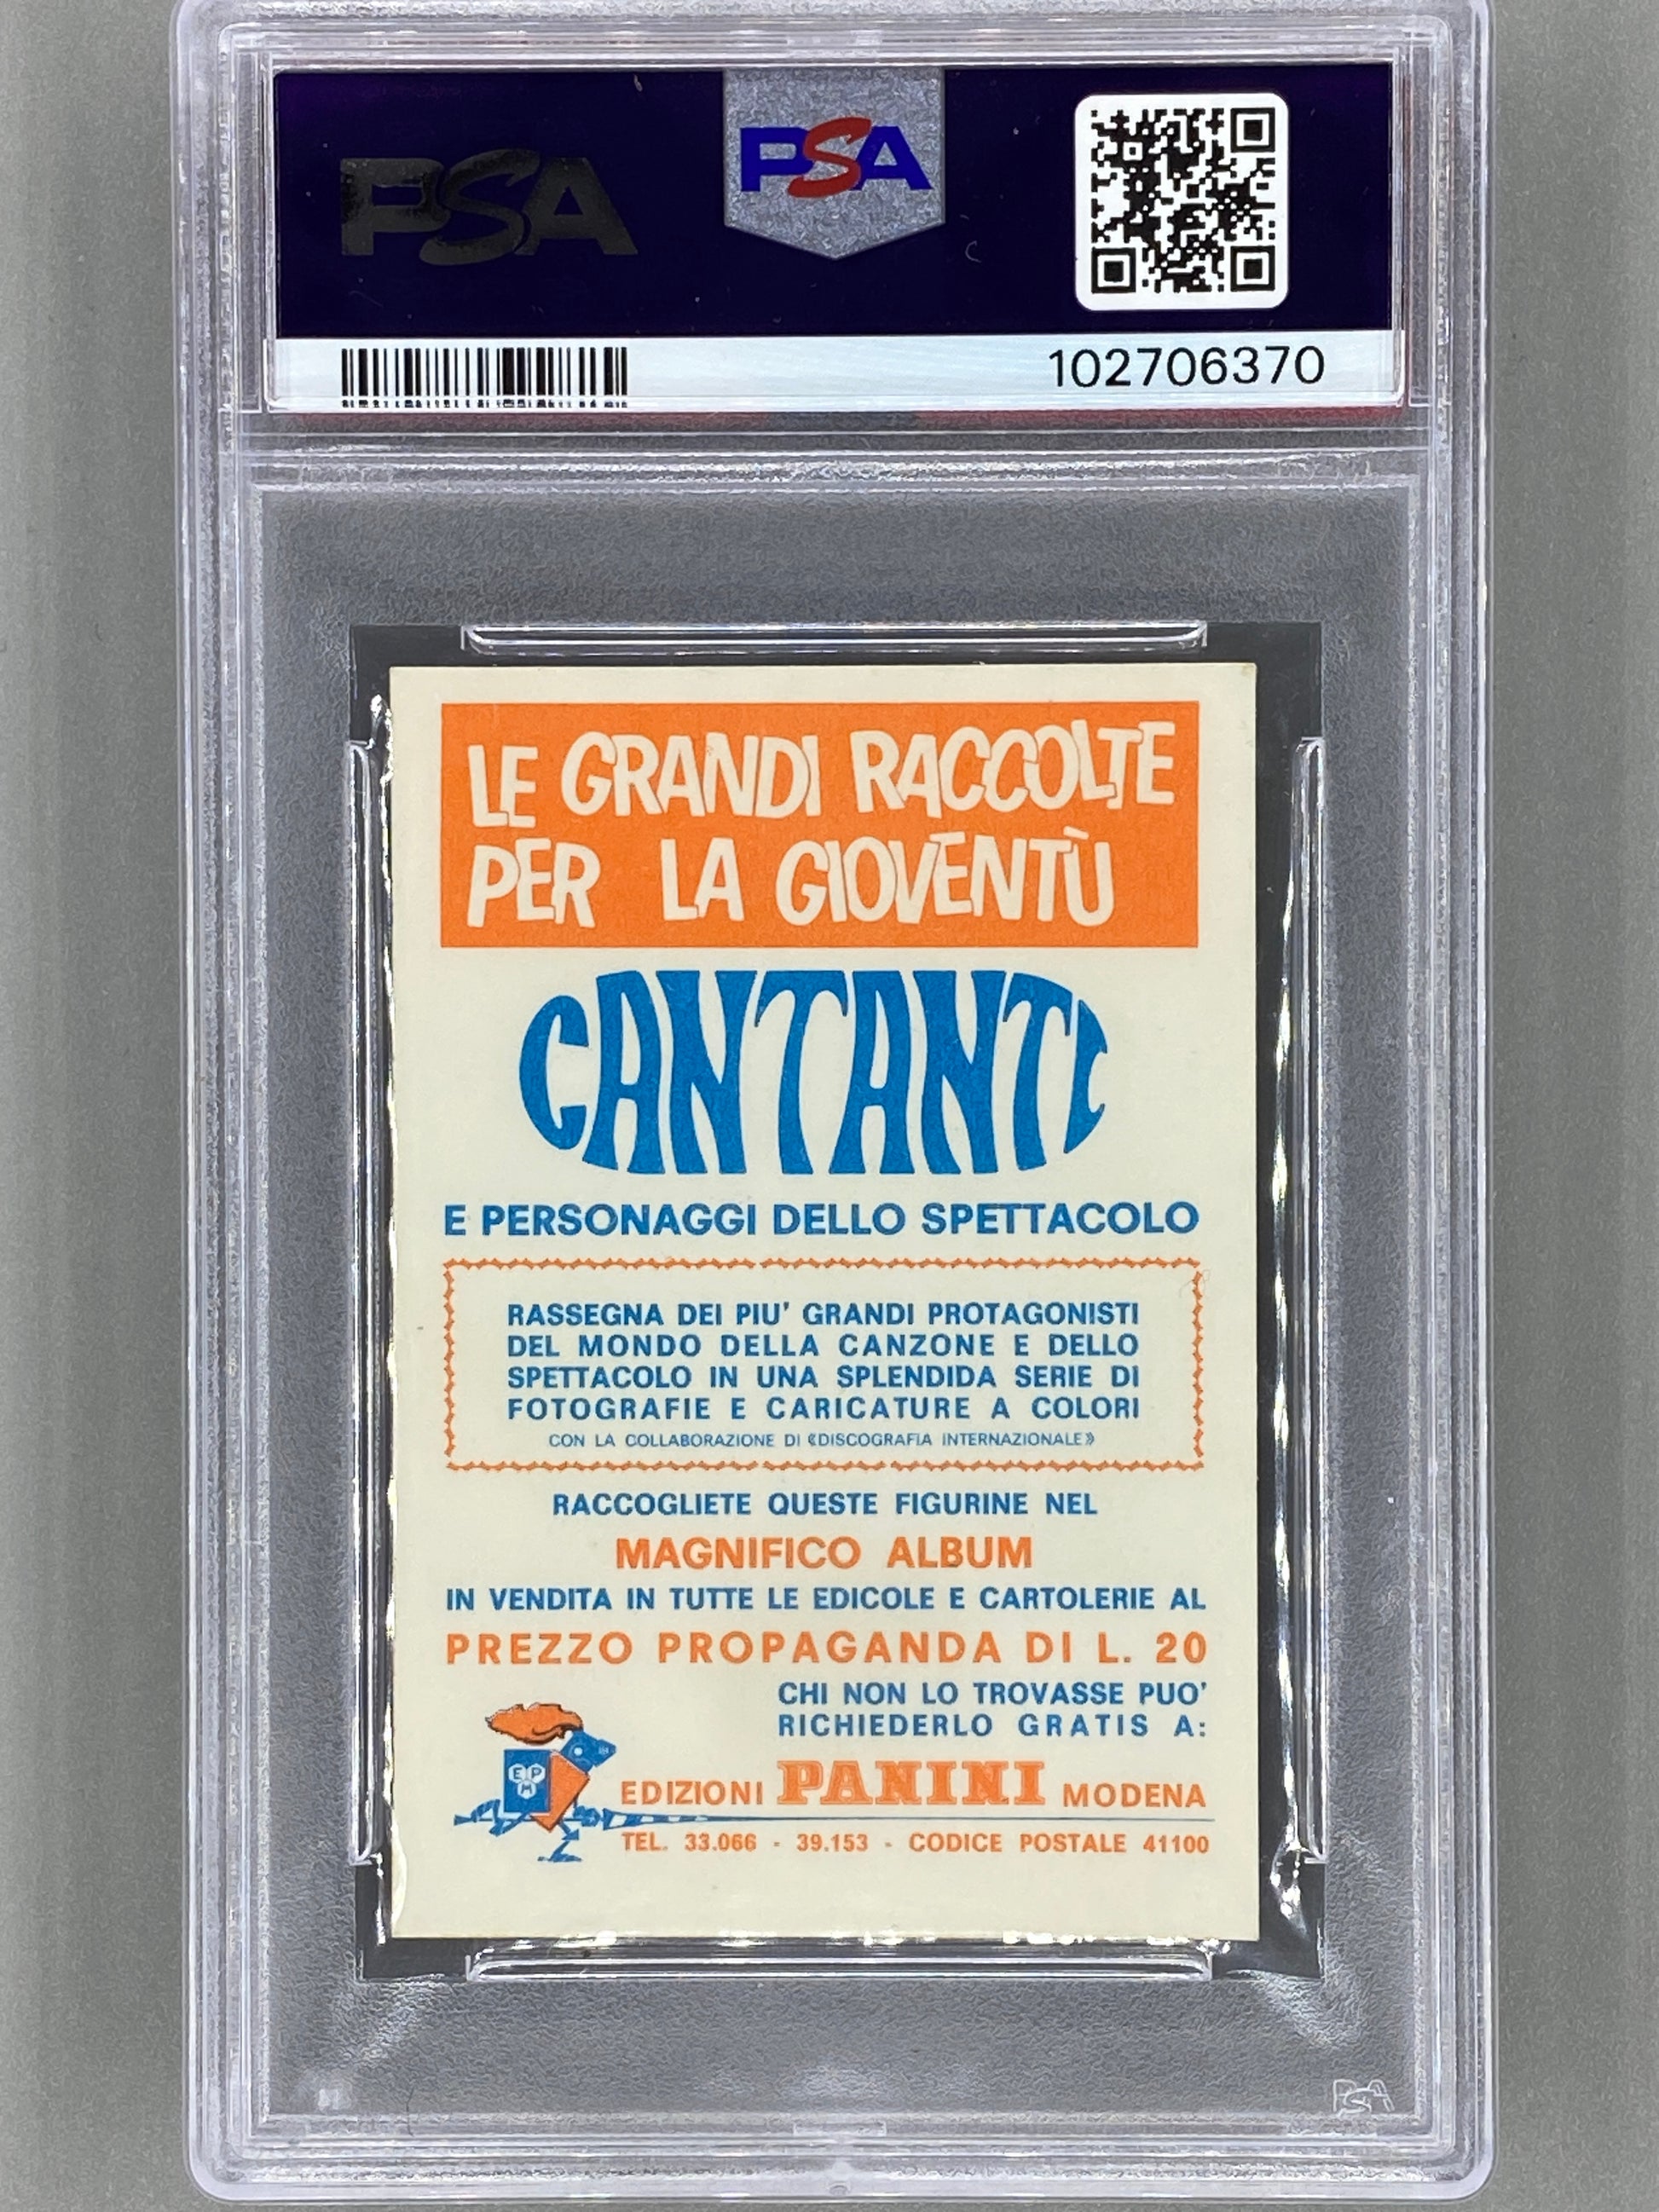 PSA
PSA
102706370
LE GRANDI RACCOLTE
PER LA GIOVENTÙ
CANTANTI
E PERSONAGGI DELLO SPETTACOLO
RASSEGNA DEI PIU' GRANDI PROTAGONISTI
DEL MONDO DELLA CANZONE E DELLO
SPETTACOLO IN UNA SPLENDIDA SERIE DI
FOTOGRAFIE E CARICATURE A COLORI
CON LA COLLABORAZIONE DI «DISCOGRAFIA INTERNAZIONALE»
RACCOGLIETE QUESTE FIGURINE NEL
MAGNIFICO ALBUM
IN VENDITA IN TUTTE LE EDICOLE E CARTOLERIE AL
PREZZO PROPAGANDA DI L. 20
CHI NON LO TROVASSE PUO'
RICHIEDERLO GRATIS A:
EPM
EDIZIONI PANINI MODENA
TEL. 33.066 - 39.153 - CODICE POSTALE 41100
PSA